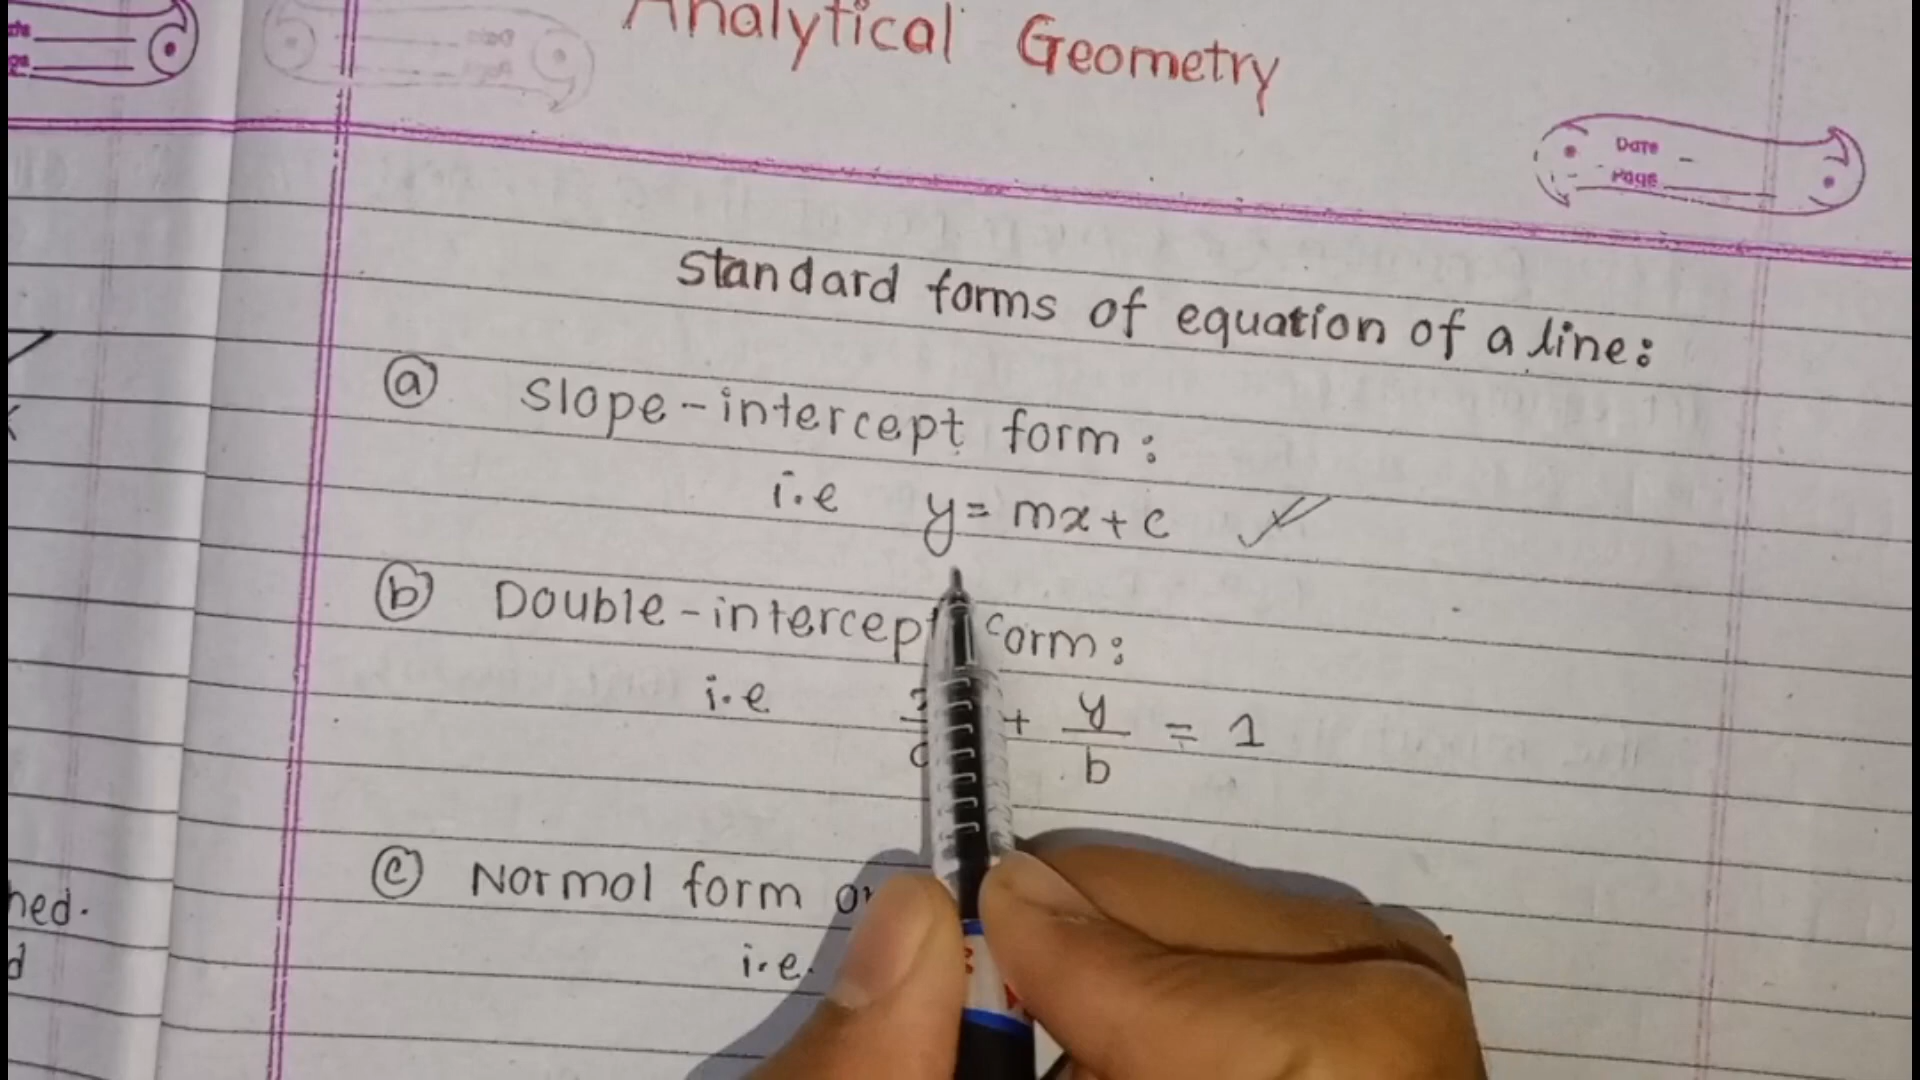 Analytical Geometry
Date
Page
Standard forms of equation of a line:
(a) Slope-intercept form:
i.e y = mx + c
(b) Double-intercept form:
i.e + y/b = 1
(c) Normal form
i.e.
ned.
d